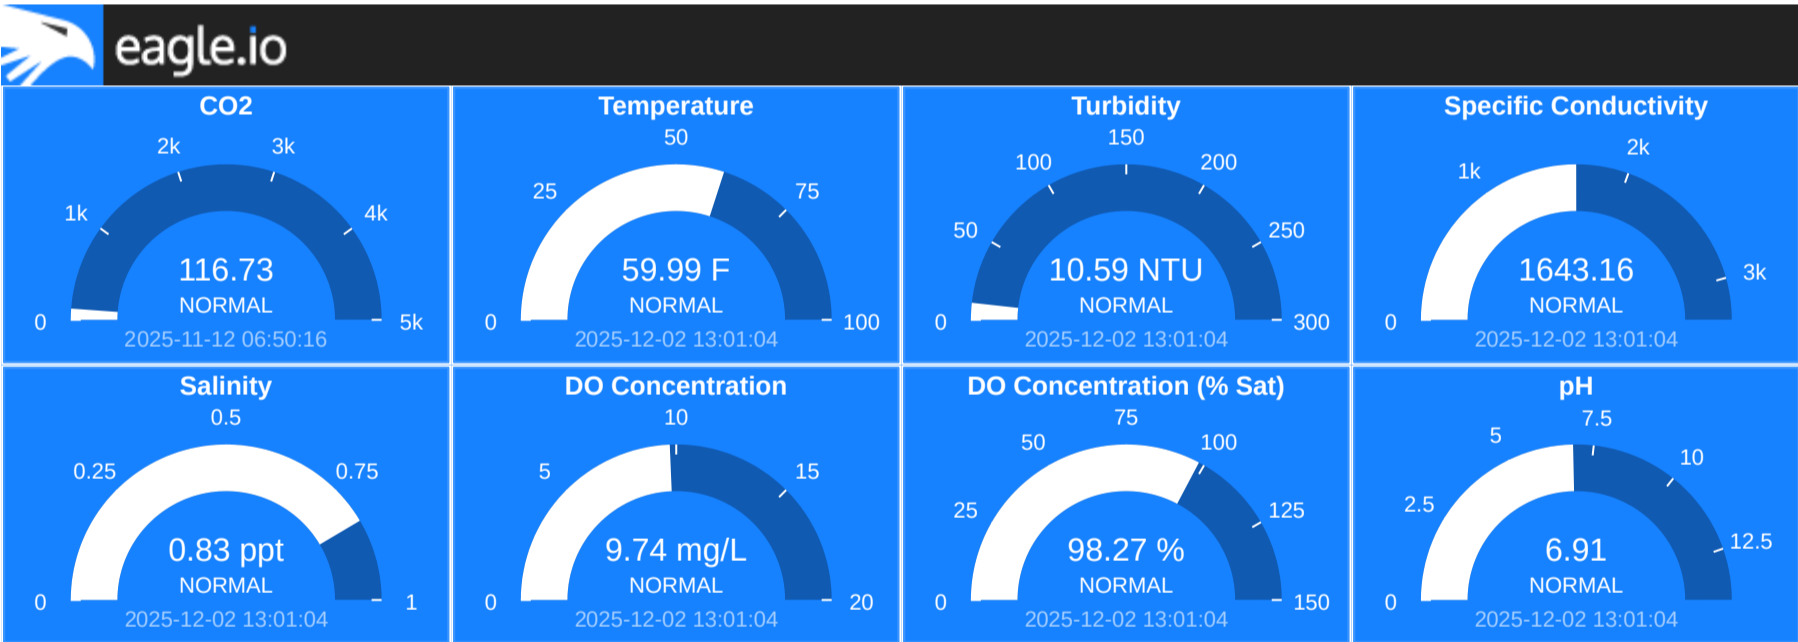 eagle.io
CO2
0
1k
2k
3k
4k
5k
116.73
NORMAL
2025-11-12 06:50:16
Temperature
0
25
50
75
100
59.99 F
NORMAL
2025-12-02 13:01:04
Turbidity
0
50
100
150
200
250
300
10.59 NTU
NORMAL
2025-12-02 13:01:04
Specific Conductivity
0
1k
2k
3k
1643.16
NORMAL
2025-12-02 13:01:04
Salinity
0
0.25
0.5
0.75
1
0.83 ppt
NORMAL
2025-12-02 13:01:04
DO Concentration
0
5
10
15
20
9.74 mg/L
NORMAL
2025-12-02 13:01:04
DO Concentration (% Sat)
0
25
50
75
100
125
150
98.27 %
NORMAL
2025-12-02 13:01:04
pH
0
2.5
5
7.5
10
12.5
6.91
NORMAL
2025-12-02 13:01:04